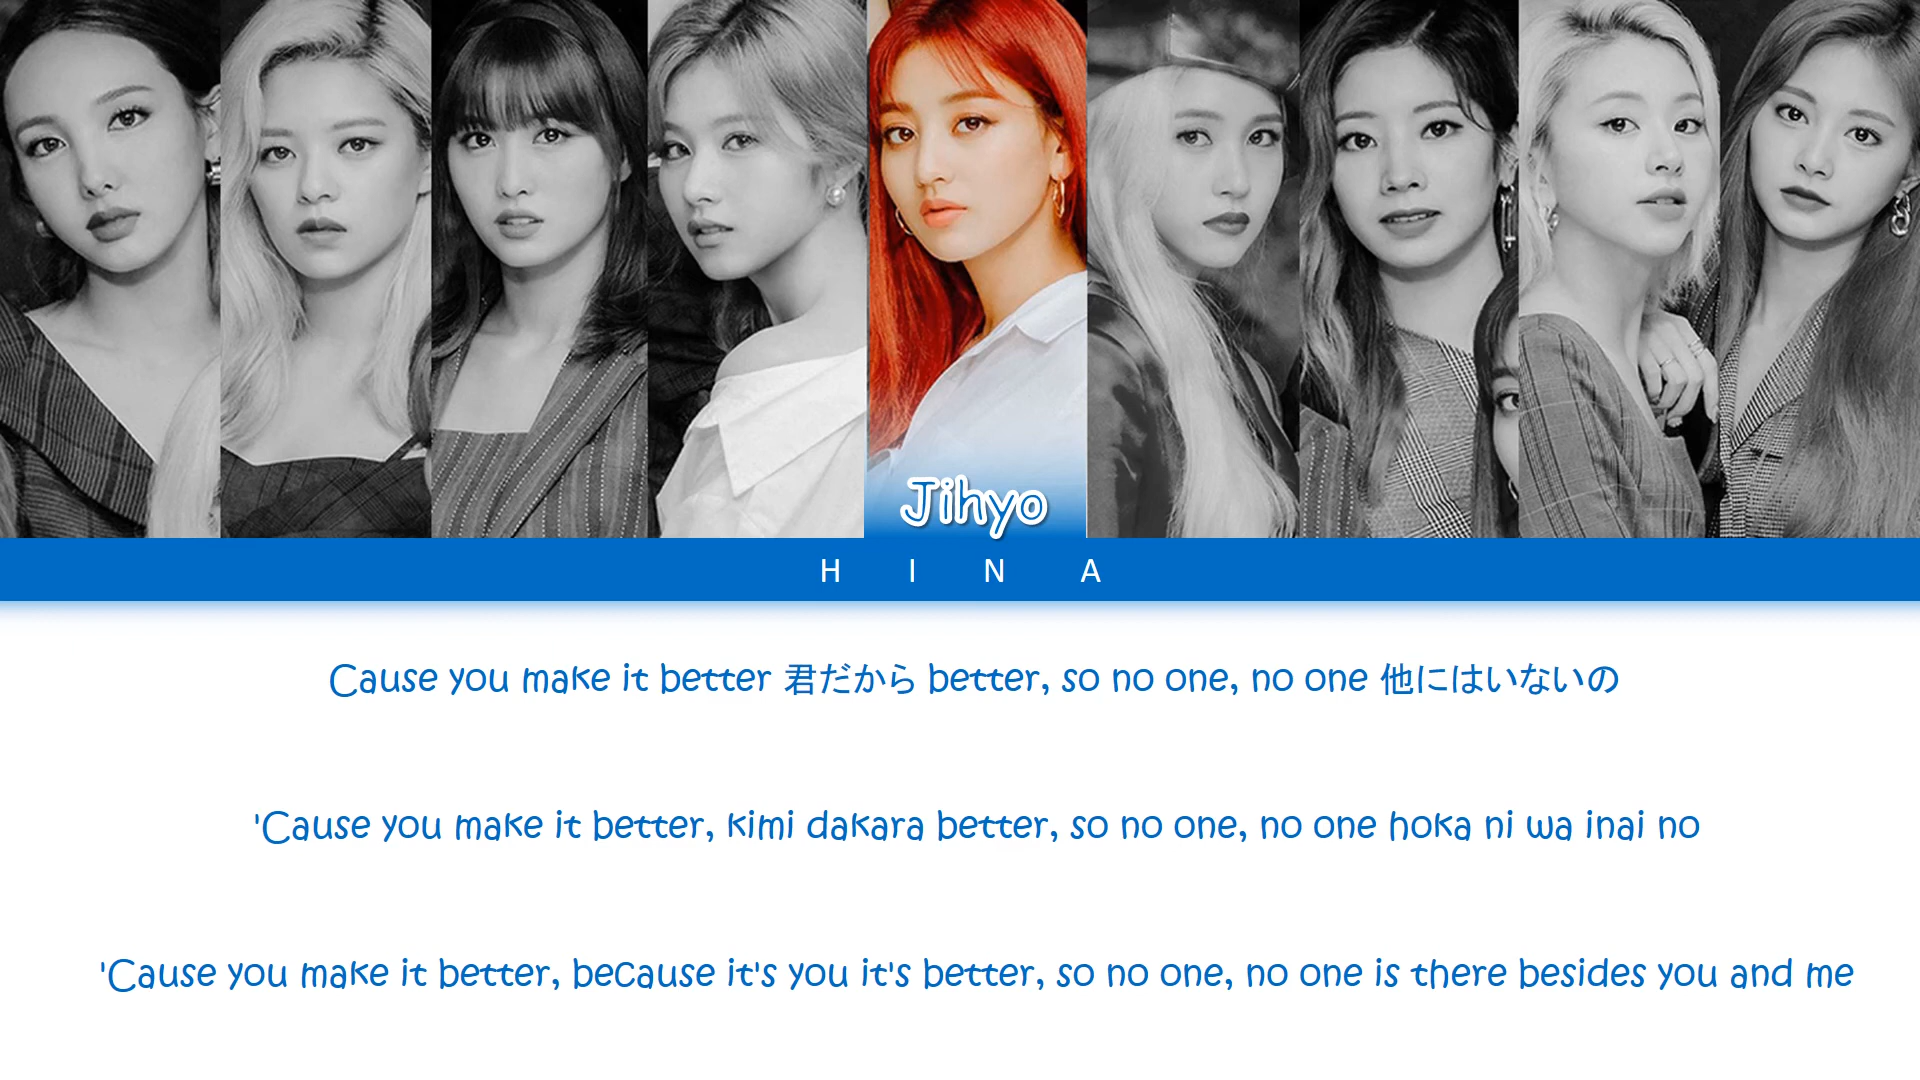 Jihyo
HINA
Cause you make it better 君だから better, so no one, no one 他にはいないの
'Cause you make it better, kimi dakara better, so no one, no one hoka ni wa inai no
'Cause you make it better, because it's you it's better, so no one, no one is there besides you and me